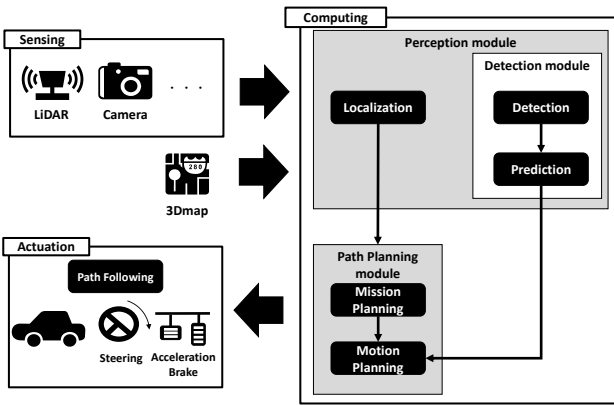 Sensing
LiDAR
Camera
. . .
280
3Dmap
Computing
Perception module
Detection module
Localization
Detection
Prediction
Path Planning
module
Mission
Planning
Motion
Planning
Actuation
Path Following
Steering
Acceleration
Brake